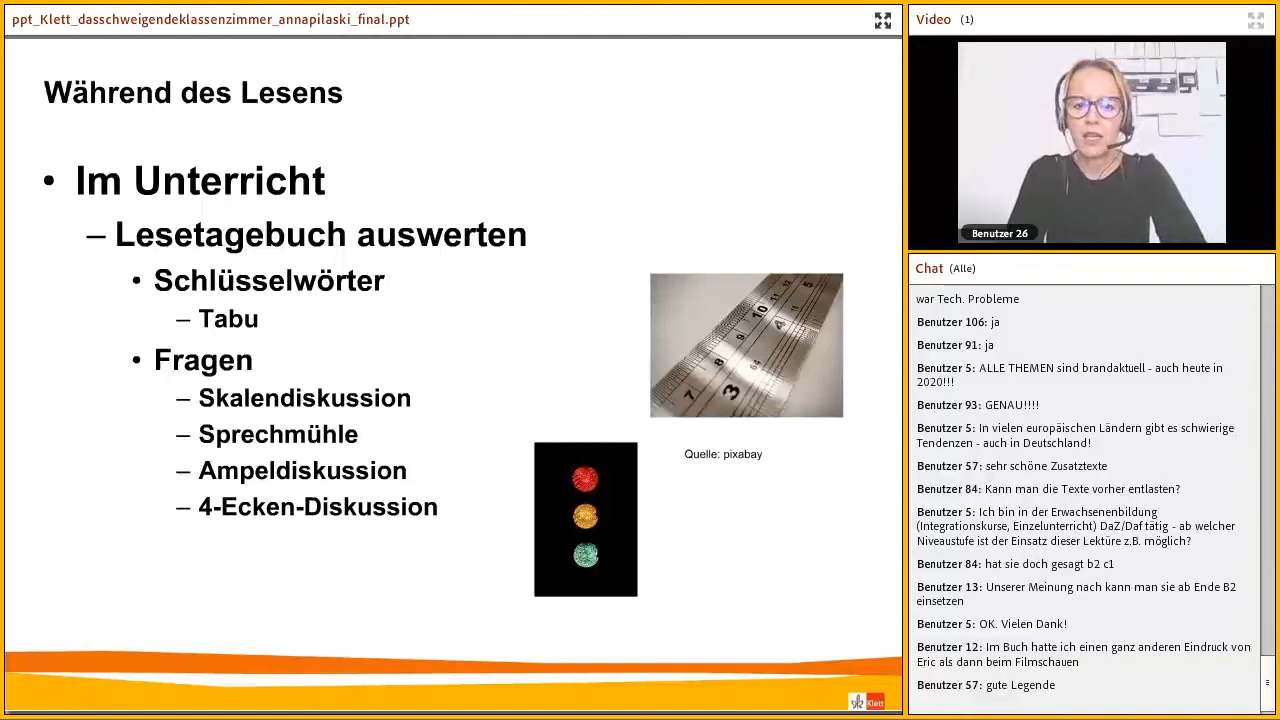 ppt_Klett_dasschweigendeklassenzimmer_annapilaski_final.ppt
Während des Lesens
• Im Unterricht
– Lesetagebuch auswerten
• Schlüsselwörter
– Tabu
• Fragen
– Skalendiskussion
– Sprechmühle
– Ampeldiskussion
– 4-Ecken-Diskussion
Quelle: pixabay
Klett
Video (1)
Benutzer 26
Chat (Alle)
war Tech. Probleme
Benutzer 106: ja
Benutzer 91: ja
Benutzer 5: ALLE THEMEN sind brandaktuell - auch heute in
2020!!!
Benutzer 93: GENAU!!!!
Benutzer 5: In vielen europäischen Ländern gibt es schwierige
Tendenzen - auch in Deutschland!
Benutzer 57: sehr schöne Zusatztexte
Benutzer 84: Kann man die Texte vorher entlasten?
Benutzer 5: Ich bin in der Erwachsenenbildung
(Integrationskurse, Einzelunterricht) DaZ/Daf tätig - ab welcher
Niveaustufe ist der Einsatz dieser Lektüre z.B. möglich?
Benutzer 84: hat sie doch gesagt b2 c1
Benutzer 13: Unserer Meinung nach kann man sie ab Ende B2
einsetzen
Benutzer 5: OK. Vielen Dank!
Benutzer 12: Im Buch hatte ich einen ganz anderen Eindruck von
Eric als dann beim Filmschauen
Benutzer 57: gute Legende